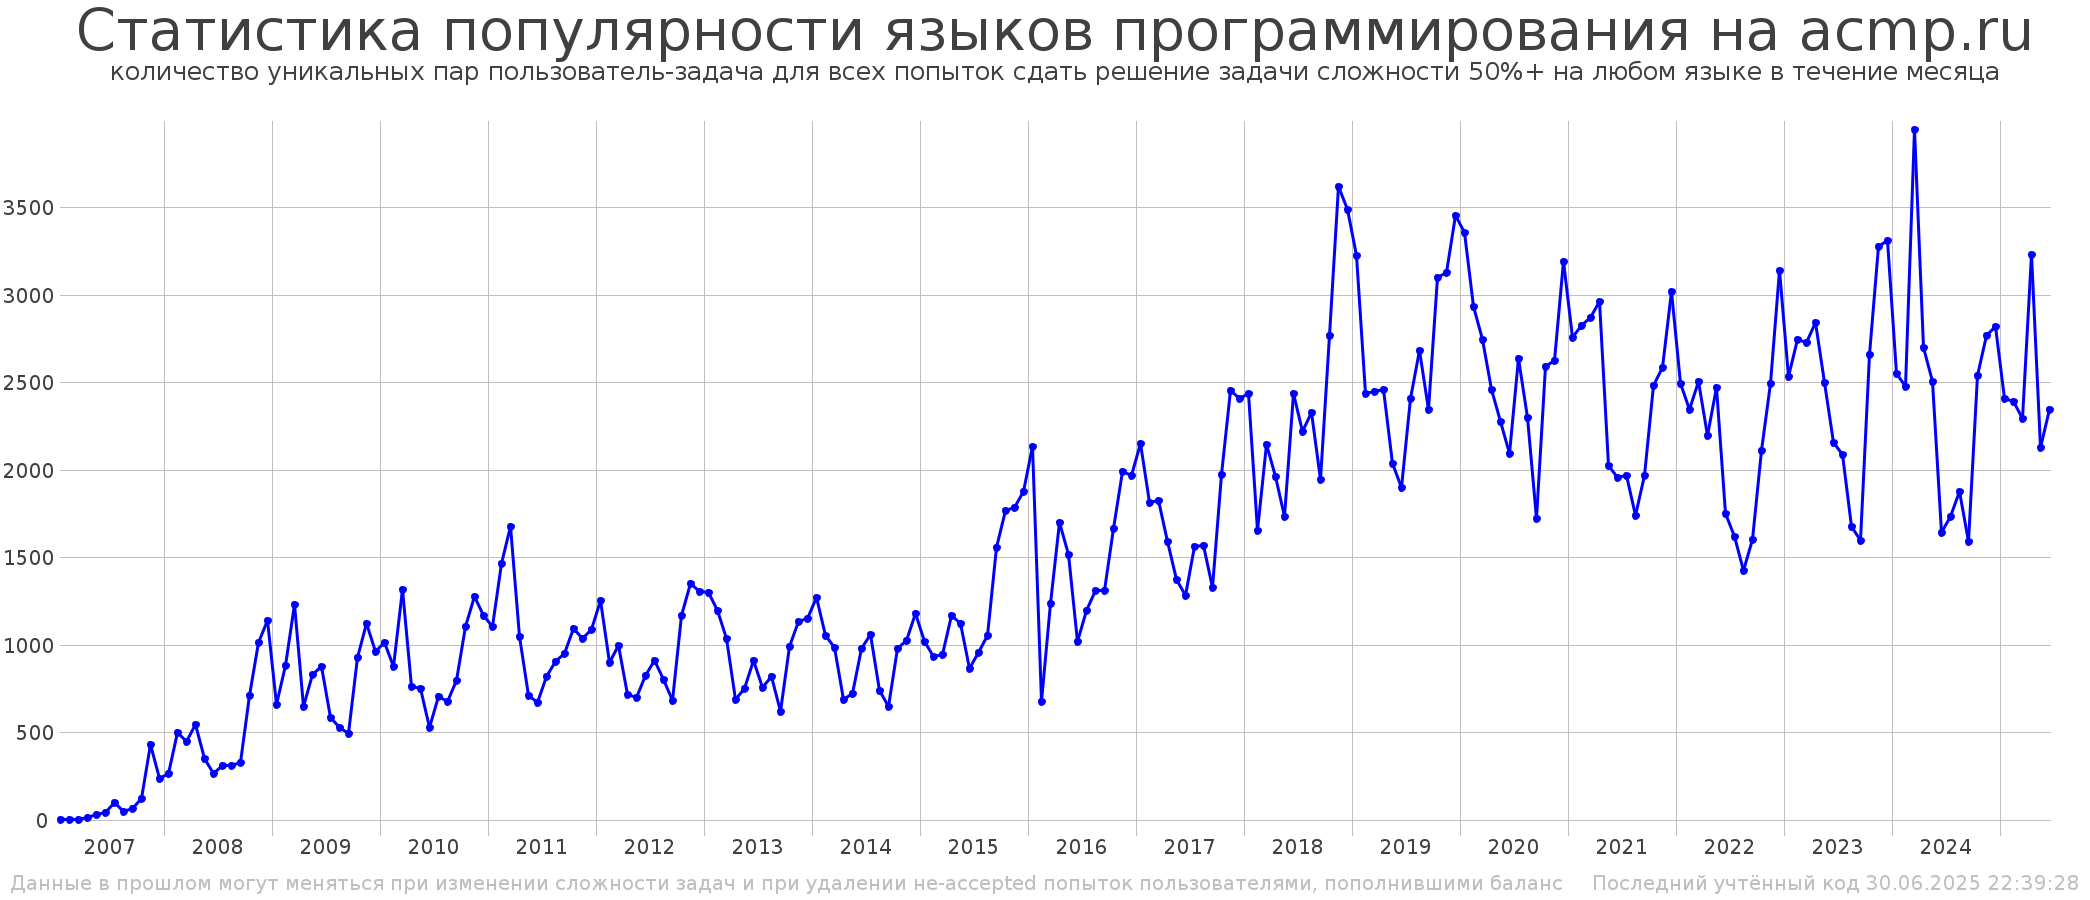 Статистика популярности языков программирования на acmp.ru
количество уникальных пар пользователь-задача для всех попыток сдать решение задачи сложности 50%+ на любом языке в течение месяца
3500
3000
2500
2000
1500
1000
500
0
2007 2008 2009 2010 2011 2012 2013 2014 2015 2016 2017 2018 2019 2020 2021 2022 2023 2024
Данные в прошлом могут меняться при изменении сложности задач и при удалении не-accepted попыток пользователями, пополнившими баланс Последний учтённый код 30.06.2025 22:39:28